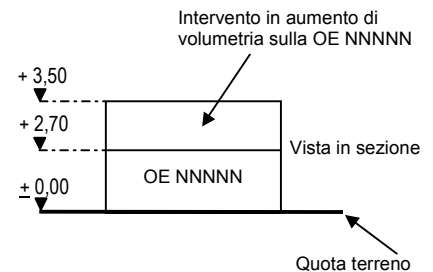 Intervento in aumento di
volumetria sulla OE NNNNN
+ 3,50
+ 2,70
Vista in sezione
OE NNNNN
± 0,00
Quota terreno